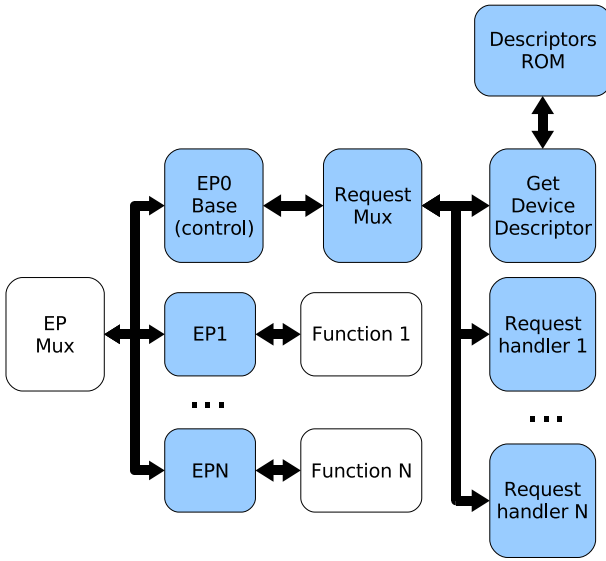 Descriptors
ROM
EP0
Base
(control)
Request
Mux
Get
Device
Descriptor
EP
Mux
EP1
Function 1
Request
handler 1
...
...
EPN
Function N
Request
handler N